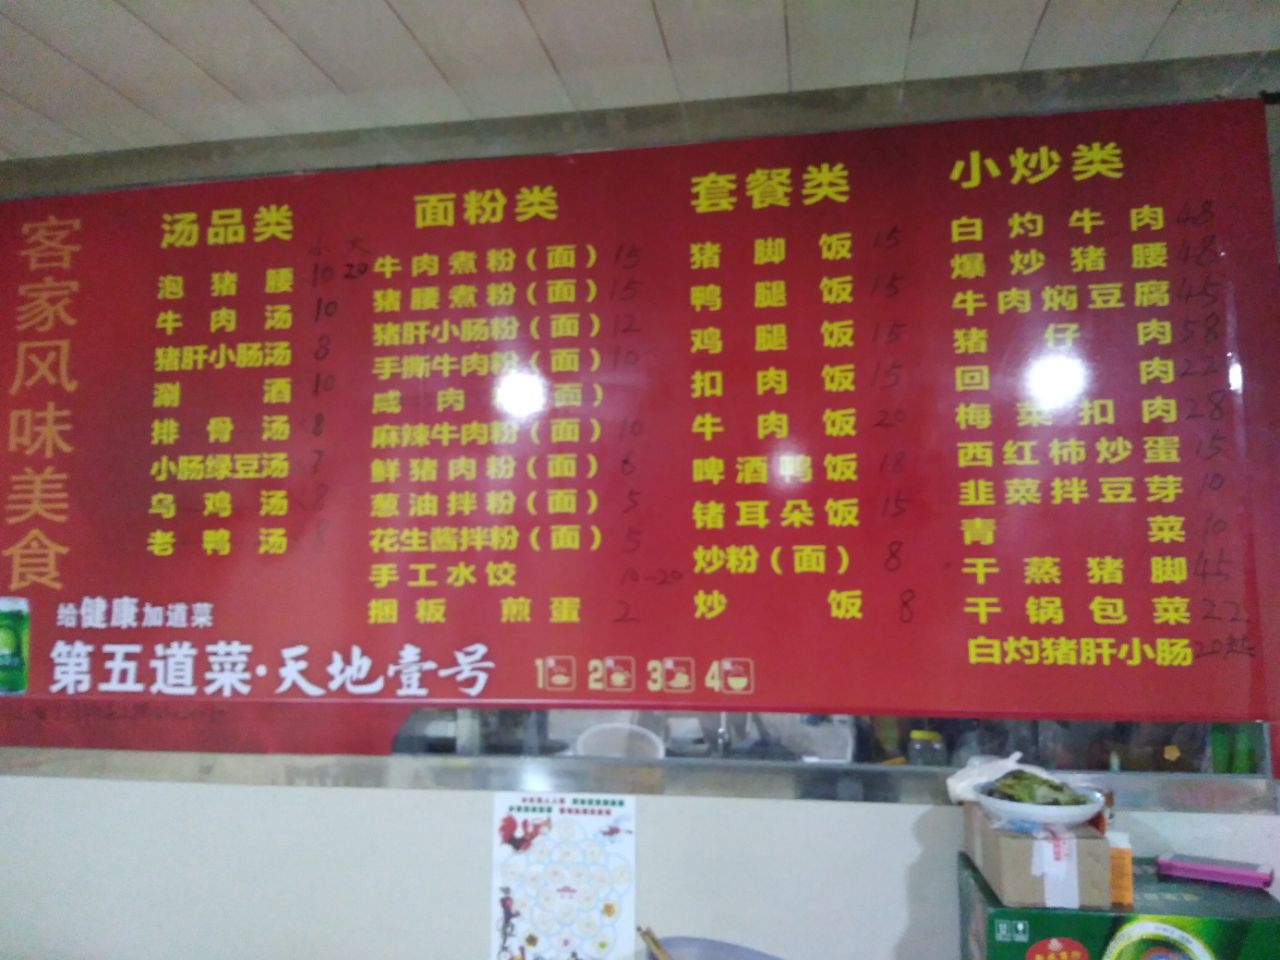 客家风味美食
汤品类
小 大
泡猪腰 10 20
牛肉汤 10
猪肝小肠汤 8
涮酒 10
排骨汤 8
小肠绿豆汤 7
乌鸡汤 8
老鸭汤 8
面粉类
牛肉煮粉(面) 15
猪腰煮粉(面) 15
猪肝小肠粉(面) 12
手撕牛肉粉(面) 10
咸肉 面)
麻辣牛肉粉(面) 10
鲜猪肉粉(面) 6
葱油拌粉(面) 5
花生酱拌粉(面) 5
手工水饺 10-20
捆板 煎蛋 2
套餐类
猪脚饭 15
鸭腿饭 15
鸡腿饭 15
扣肉饭 15
牛肉饭 20
啤酒鸭饭 18
锗耳朵饭 15
炒粉(面) 8
炒饭 8
小炒类
白灼牛肉 48
爆炒猪腰 48
牛肉焖豆腐 45
猪仔肉 58
回 肉 22
梅菜扣肉 28
西红柿炒蛋 15
韭菜拌豆芽 10
青菜 10
干蒸猪脚 45
干锅包菜 22
白灼猪肝小肠 20起
给健康加道菜
第五道菜·天地壹号
1 2 3 4